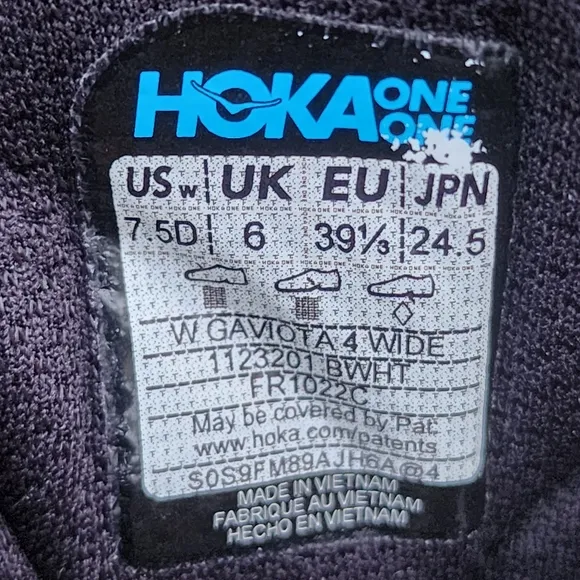 HOKA ONE ONE
US w UK EU JPN
7.5D 6 39⅓ 24.5
W GAVIOTA 4 WIDE
1123201 BWHT
FR1022C
May be covered by Pat.
www.hoka.com/patents
S0S9FM89AJH6A@4
MADE IN VIETNAM
FABRIQUÉ AU VIETNAM
HECHO EN VIETNAM